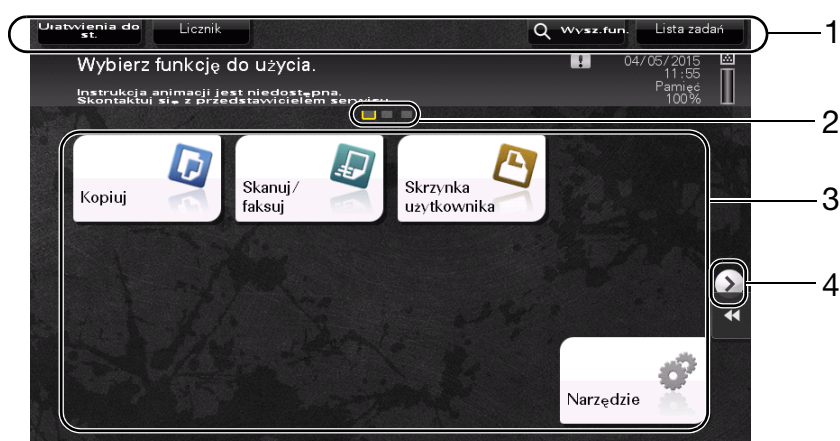 Ułatwienia do st.
Licznik
Wysz.fun.
Lista zadań
1
Wybierz funkcję do użycia.
04/05/2015
11:55
Pamięć
100%
Instrukcja animacji jest niedostępna.
Skontaktuj się z przedstawicielem serwisu.
2
Kopiuj
Skanuj/
faksuj
Skrzynka
użytkownika
3
4
Narzędzie